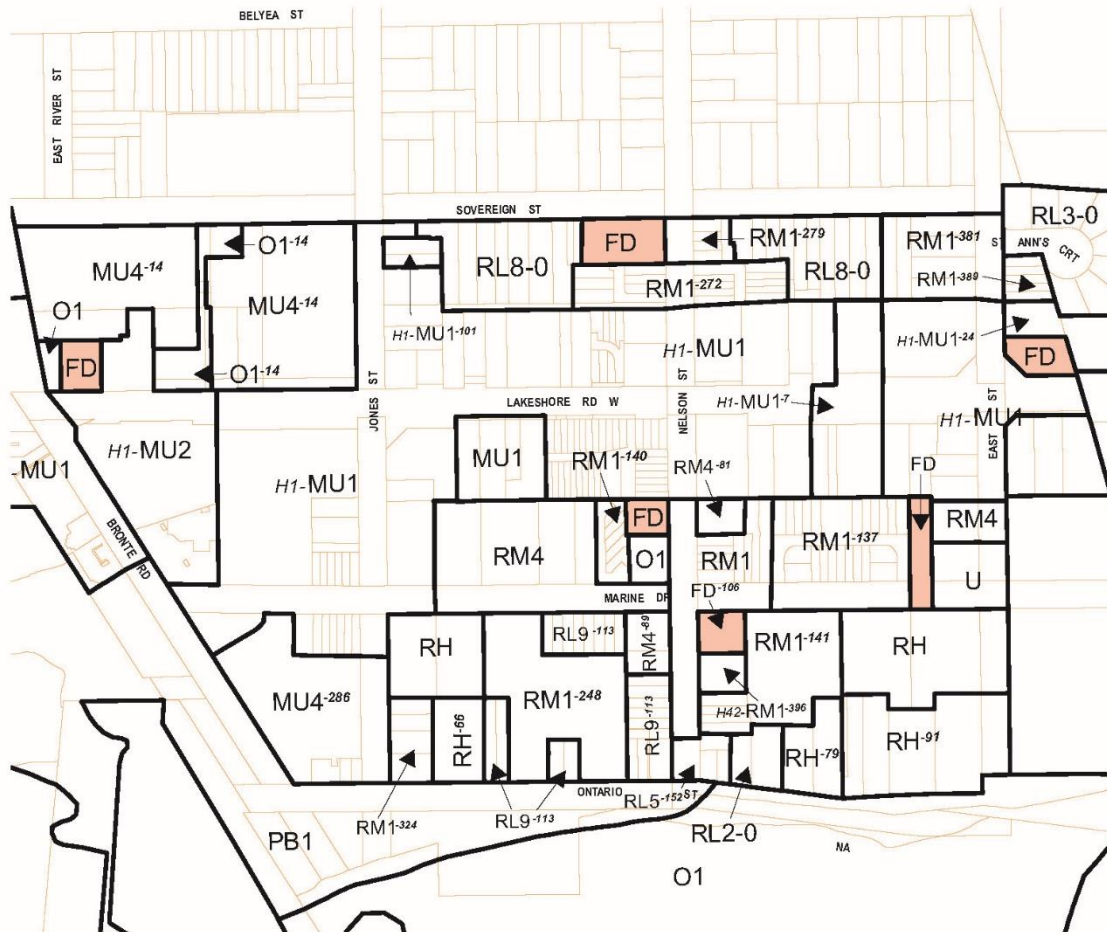 BELYEA ST
EAST RIVER ST
SOVEREIGN ST
RL3-0
ST ANN'S CRT
MU4-14
O1-14
MU4-14
RL8-0
FD
RM1-279
RL8-0
RM1-381
RM1-389
RM1-272
O1
FD
O1-14
H1-MU1-101
H1-MU1
H1-MU1-24
FD
JONES ST
LAKESHORE RD W
NELSON ST
H1-MU1-7
H1-MU1
EAST ST
H1-MU2
-MU1
H1-MU1
MU1
RM1-140
RM4-81
FD
BRONTE RD
RM4
FD
O1
RM1
RM1-137
RM4
U
MARINE DR
FD-106
RH
RL9-113
RM4-89
RM1-141
RH
MU4-286
RM1-248
RL9-113
H42-RM1-396
RH-66
RH-79
RH-91
ONTARIO ST
RM1-324
RL9-113
RL5-152
RL2-0
PB1
NA
O1